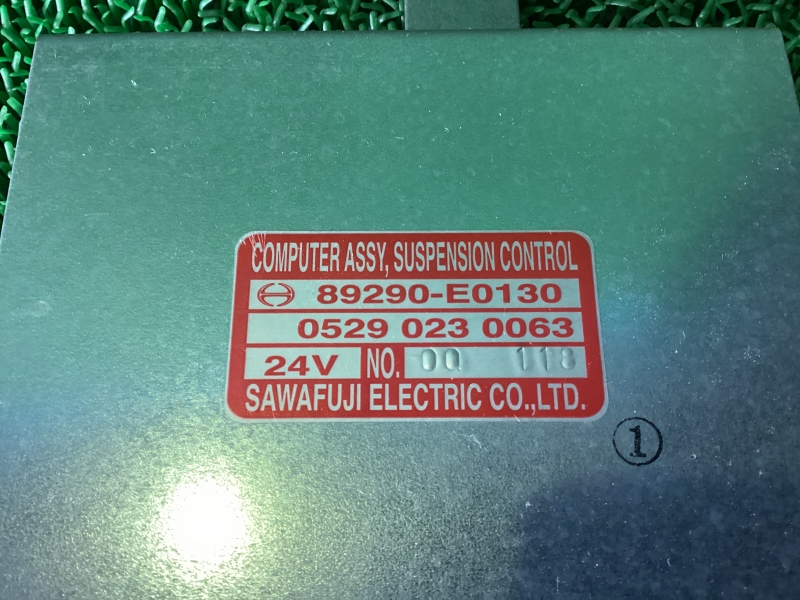 COMPUTER ASSY, SUSPENSION CONTROL
89290-E0130
0529 023 0063
24V NO. 00 118
SAWAFUJI ELECTRIC CO.,LTD.
1